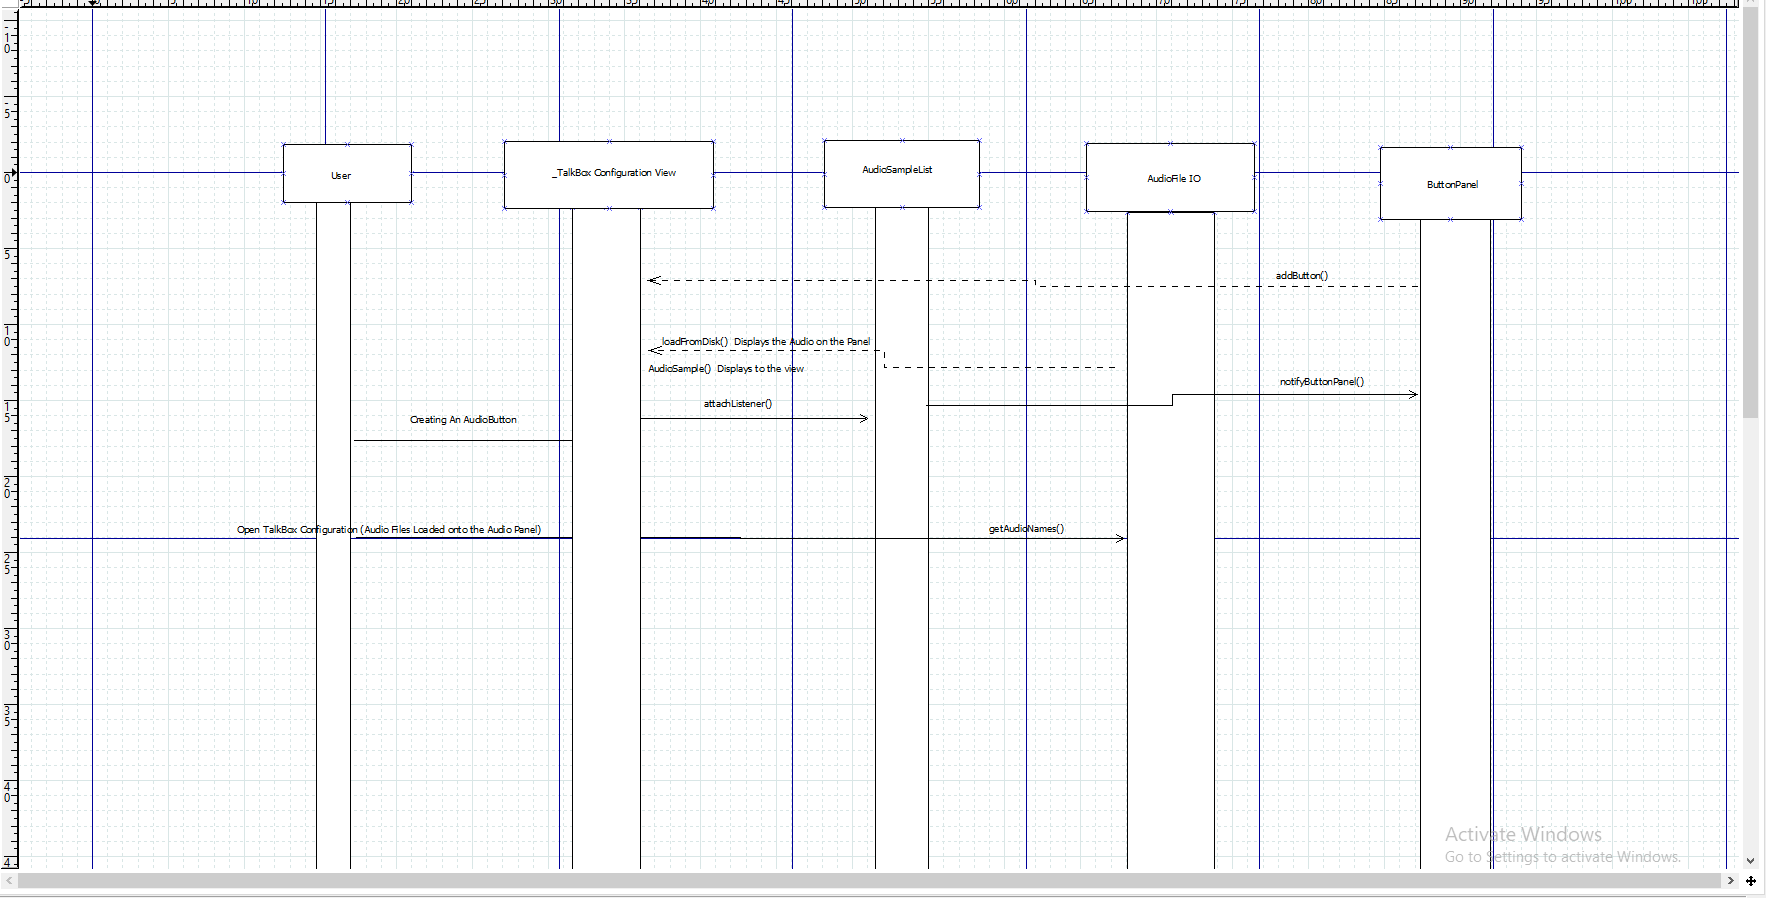 User
_TalkBox Configuration View
AudioSampleList
AudioFile IO
ButtonPanel
addButton()
loadFromDisk() Displays the Audio on the Panel
AudioSample() Displays to the view
notifyButtonPanel()
attachListener()
Creating An AudioButton
Open TalkBox Configuration (Audio Files Loaded onto the Audio Panel)
getAudioNames()
Activate Windows
Go to Settings to activate Windows.